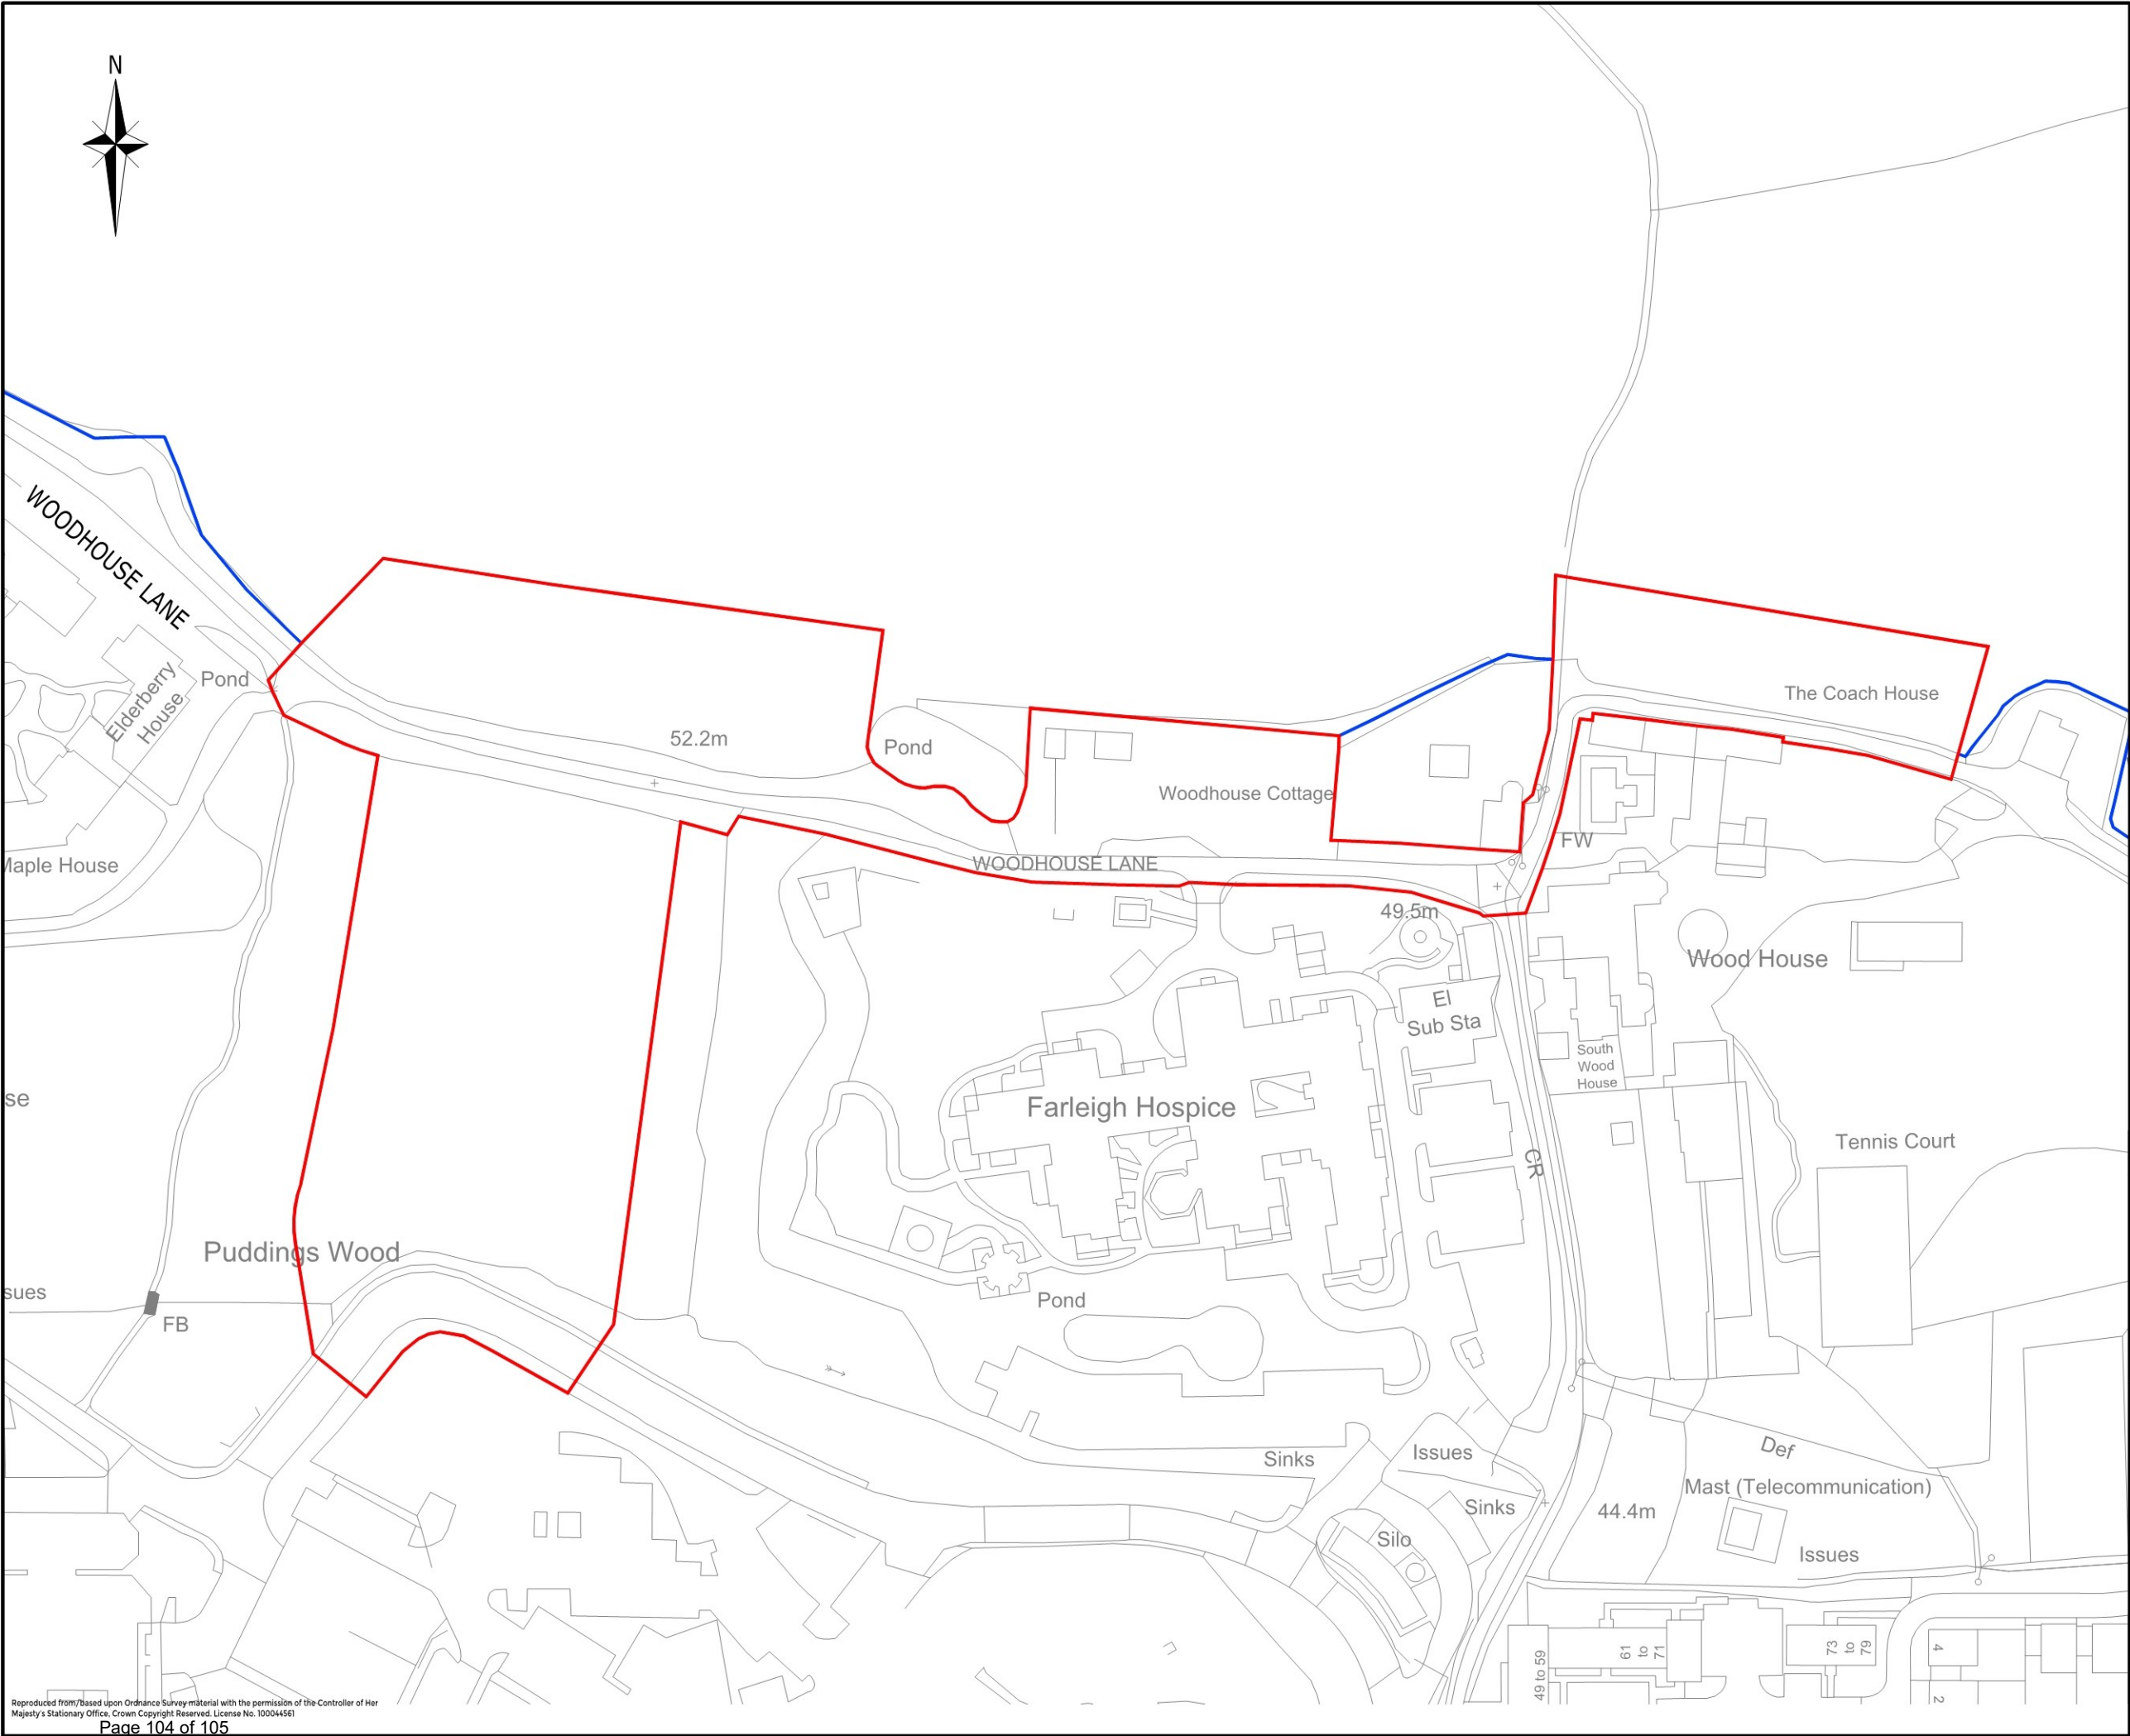 N
WOODHOUSE LANE
Elderberry
House
Pond
52.2m
Pond
The Coach House
Woodhouse Cottage
FW
Maple House
WOODHOUSE LANE
49.5m
Wood House
El
Sub Sta
South
Wood
House
se
Farleigh Hospice
CR
Tennis Court
Puddings Wood
sues
FB
Pond
Def
Sinks
Issues
Mast (Telecommunication)
Sinks
44.4m
Silo
Issues
49 to 59
61
to
71
73
to
79
4
2
Reproduced from/based upon Ordnance Survey material with the permission of the Controller of Her
Majesty's Stationary Office, Crown Copyright Reserved. License No. 100044561
Page 104 of 105